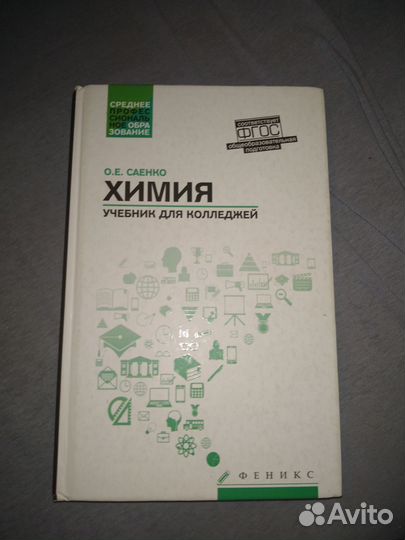 СРЕДНЕЕ
ПРОФЕС
СИОНАЛЬ
НОЕ ОБРА
ЗОВАНИЕ
соответствует
ФГОС
общеобразовательная
подготовка
О.Е. САЕНКО
ХИМИЯ
УЧЕБНИК ДЛЯ КОЛЛЕДЖЕЙ
ФЕНИКС
Avito